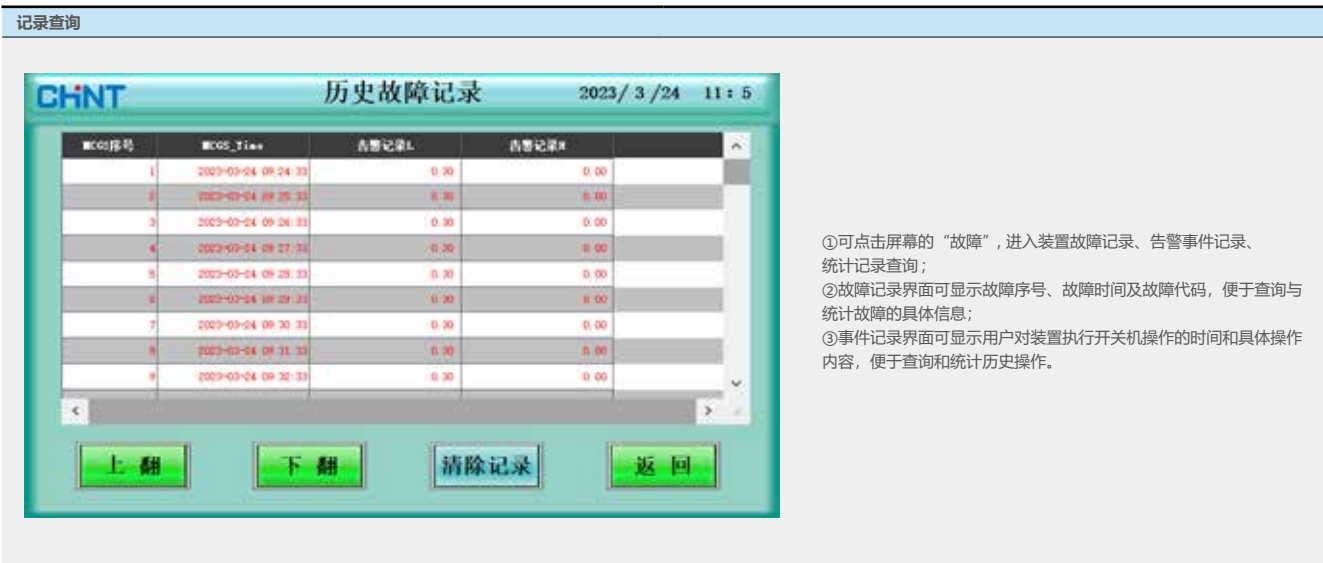 记录查询
CHiNT 历史故障记录 2023/ 3 /24 11: 5
MCGS序号 MCGS_Time 告警记录L 告警记录H
1 2023-03-24 09:24:33 0.30 0.00
2 2023-03-24 09:25:33 0.30 0.00
3 2023-03-24 09:26:33 0.30 0.00
4 2023-03-24 09:27:33 0.30 0.00
5 2023-03-24 09:28:33 0.30 0.00
6 2023-03-24 09:29:33 0.30 0.00
7 2023-03-24 09:30:33 0.30 0.00
8 2023-03-24 09:31:33 0.30 0.00
9 2023-03-24 09:32:33 0.30 0.00
上 翻 下 翻 清除记录 返 回
①可点击屏幕的“故障”, 进入装置故障记录、告警事件记录、
统计记录查询；
②故障记录界面可显示故障序号、故障时间及故障代码，便于查询与
统计故障的具体信息；
③事件记录界面可显示用户对装置执行开关机操作的时间和具体操作
内容，便于查询和统计历史操作。